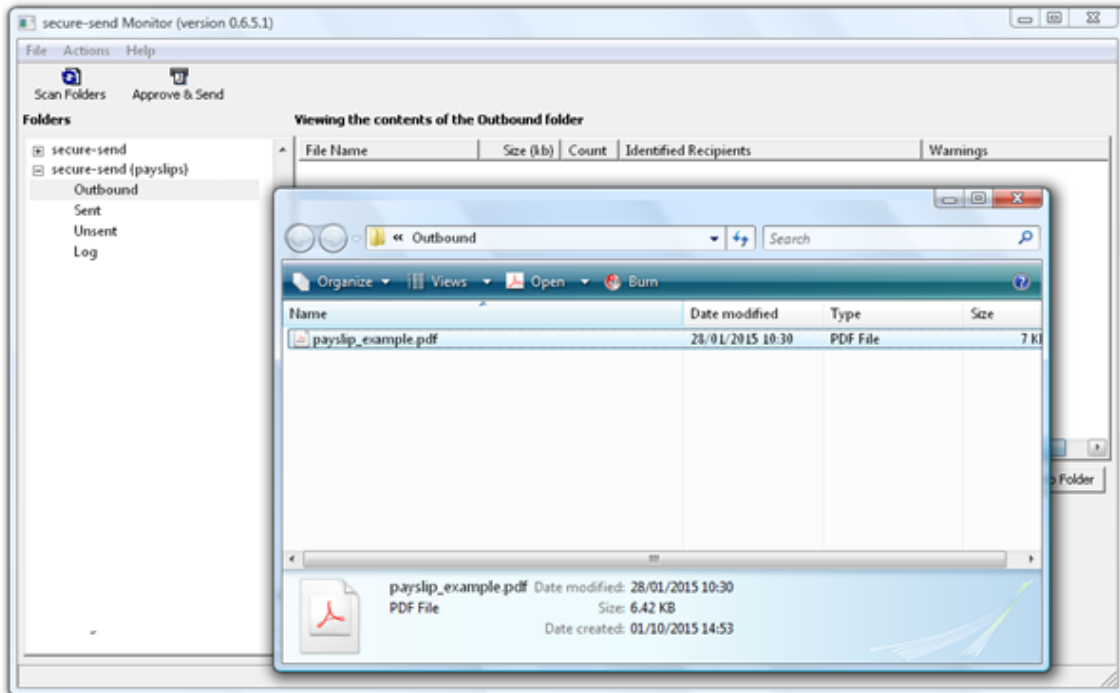 secure-send Monitor (version 0.6.5.1)
File Actions Help
Scan Folders Approve & Send
Folders
Viewing the contents of the Outbound folder
secure-send
secure-send (payslips)
Outbound
Sent
Unsent
Log
File Name Size (kb) Count Identified Recipients Warnings
« Outbound
Search
Organize Views Open Burn
Name Date modified Type Size
payslip_example.pdf 28/01/2015 10:30 PDF File 7 K
Folder
payslip_example.pdf Date modified: 28/01/2015 10:30
PDF File Size: 6.42 KB
Date created: 01/10/2015 14:53